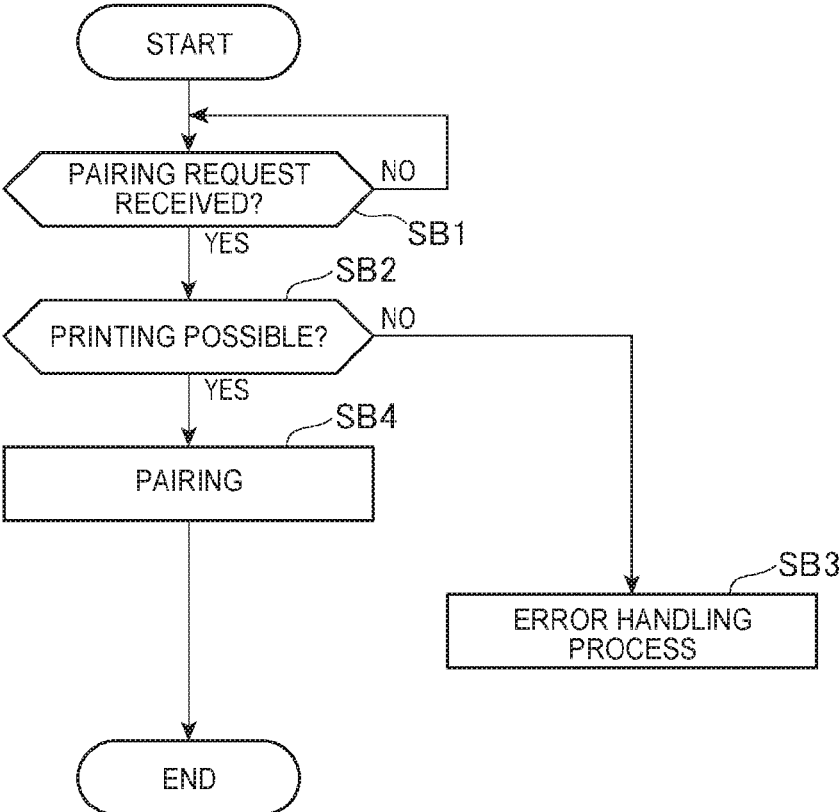 START
PAIRING REQUEST
RECEIVED?
NO
SB1
YES
SB2
PRINTING POSSIBLE?
NO
YES
SB4
PAIRING
SB3
ERROR HANDLING
PROCESS
END